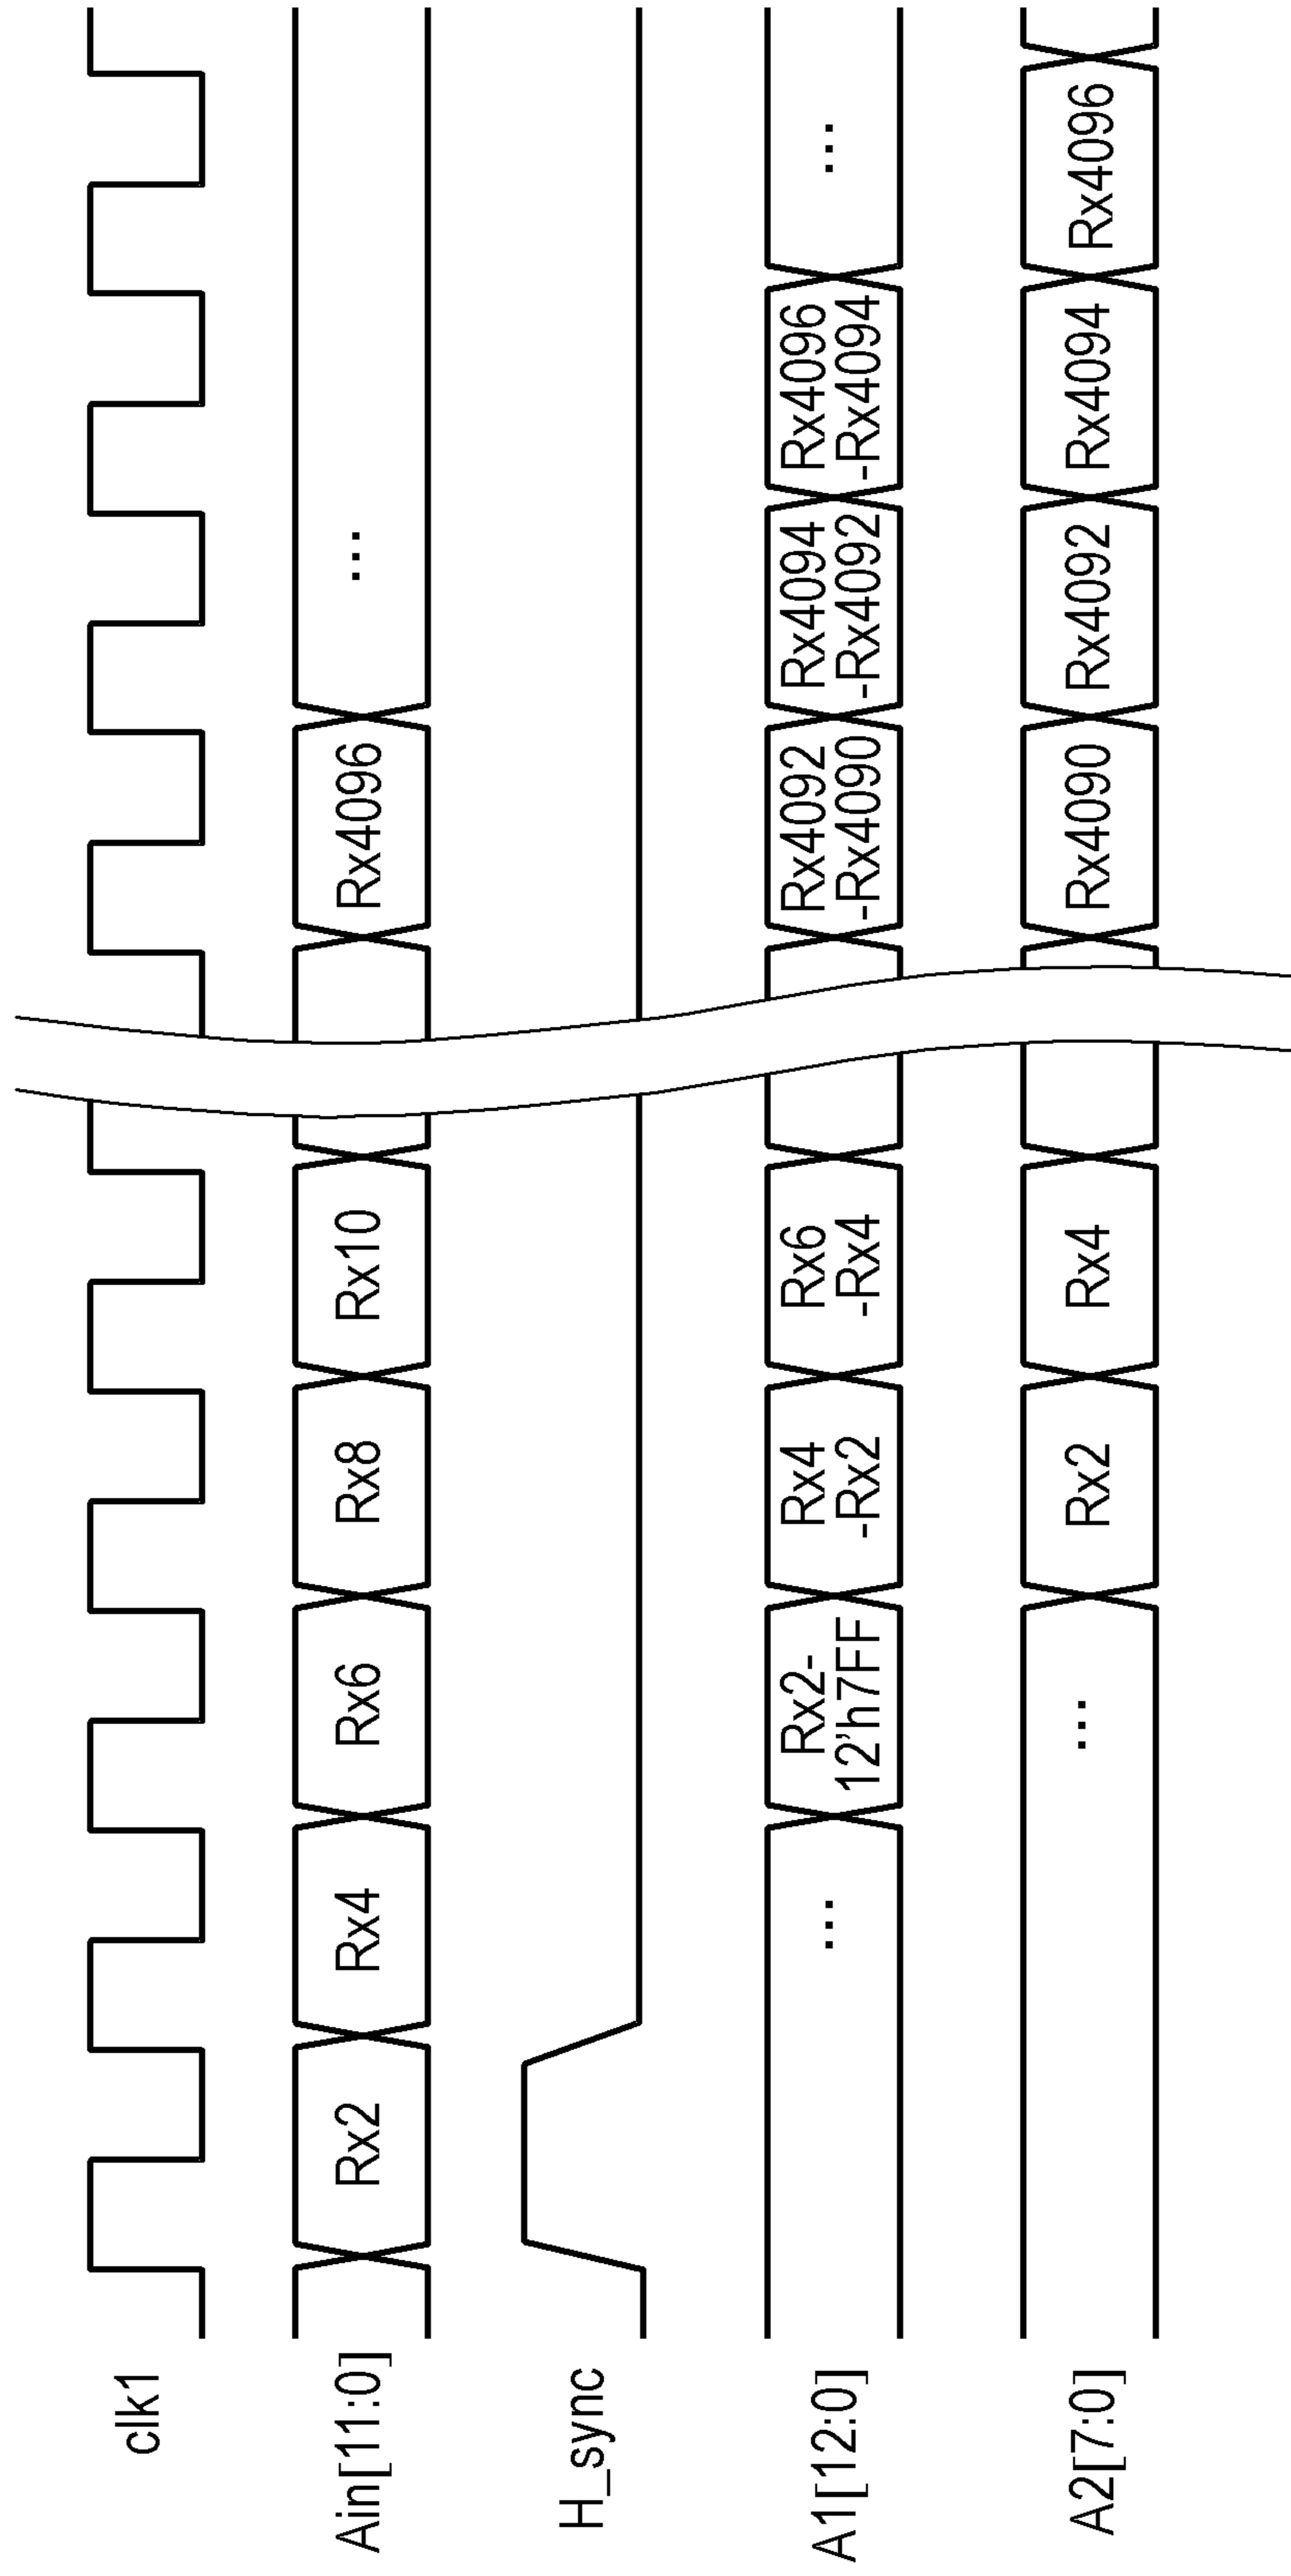 clk1
Ain[11:0]
Rx2
Rx4
Rx6
Rx8
Rx10
Rx4096
...
H_sync
A1[12:0]
...
Rx2-
12'h7FF
Rx4
-Rx2
Rx6
-Rx4
Rx4092
-Rx4090
Rx4094
-Rx4092
Rx4096
-Rx4094
...
A2[7:0]
...
Rx2
Rx4
Rx4090
Rx4092
Rx4094
Rx4096